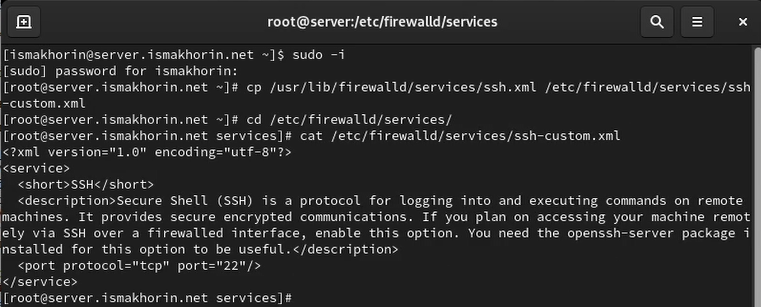 root@server:/etc/firewalld/services
[ismakhorin@server.ismakhorin.net ~]$ sudo -i
[sudo] password for ismakhorin:
[root@server.ismakhorin.net ~]# cp /usr/lib/firewalld/services/ssh.xml /etc/firewalld/services/ssh
-custom.xml
[root@server.ismakhorin.net ~]# cd /etc/firewalld/services/
[root@server.ismakhorin.net services]# cat /etc/firewalld/services/ssh-custom.xml
<?xml version="1.0" encoding="utf-8"?>
<service>
  <short>SSH</short>
  <description>Secure Shell (SSH) is a protocol for logging into and executing commands on remote
machines. It provides secure encrypted communications. If you plan on accessing your machine remot
ely via SSH over a firewalled interface, enable this option. You need the openssh-server package i
nstalled for this option to be useful.</description>
  <port protocol="tcp" port="22"/>
</service>
[root@server.ismakhorin.net services]#